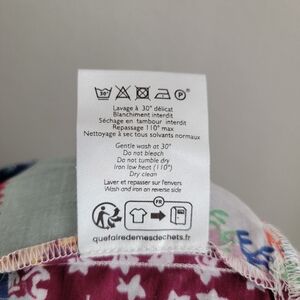 30°
P
Lavage à 30° délicat
Blanchiment interdit
Séchage en tambour interdit
Repassage 110° max
Nettoyage à sec tous solvants normaux
Gentle wash at 30°
Do not bleach
Do not tumble dry
Iron low heat (110°)
Dry clean
Laver et repasser sur l'envers
Wash and iron on reverse side
FR
quefairedemesdechets.fr